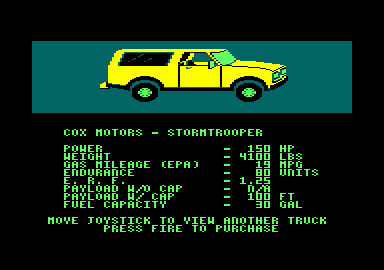 COX MOTORS - STORMTROOPER
POWER - 150 HP
WEIGHT - 4100 LBS
GAS MILEAGE (EPA) - 19 MPG
ENDURANCE - 80 UNITS
E. R. F. - 1.25
PAYLOAD W/O CAP - N/A
PAYLOAD W/ CAP - 100 FT
FUEL CAPACITY - 30 GAL
MOVE JOYSTICK TO VIEW ANOTHER TRUCK
PRESS FIRE TO PURCHASE